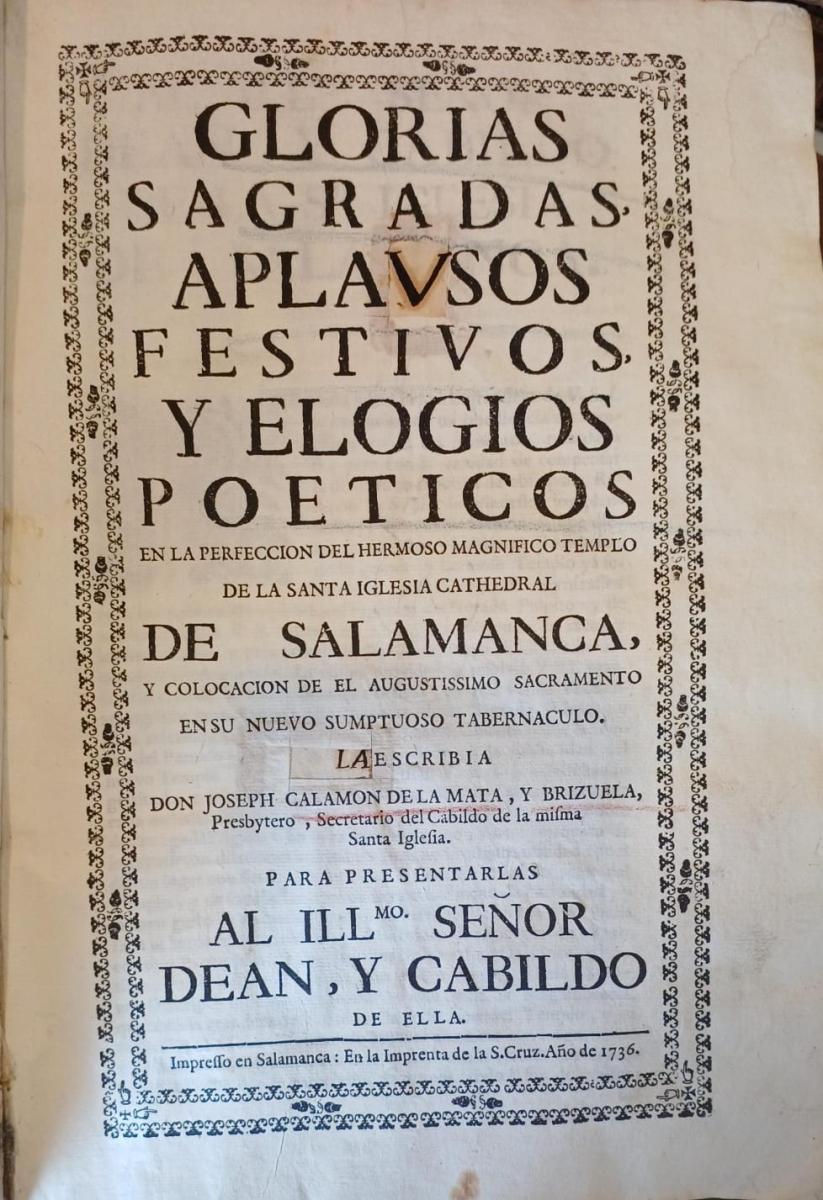 GLORIAS
SAGRADAS,
APLAVSOS
FESTIVOS,
Y ELOGIOS
POETICOS
EN LA PERFECCION DEL HERMOSO MAGNIFICO TEMPLO
DE LA SANTA IGLESIA CATHEDRAL
DE SALAMANCA,
Y COLOCACION DE EL AUGUSTISSIMO SACRAMENTO
EN SU NUEVO SUMPTUOSO TABERNACULO.
LA ESCRIBIA
DON JOSEPH CALAMON DE LA MATA, Y BRIZUELA,
Presbytero, Secretario del Cabildo de la miſma
Santa Igleſia.
PARA PRESENTARLAS
AL ILL.MO. SEÑOR
DEAN, Y CABILDO
DE ELLA.
Impreſſo en Salamanca: En la Imprenta de la S. Cruz. Año de 1736.